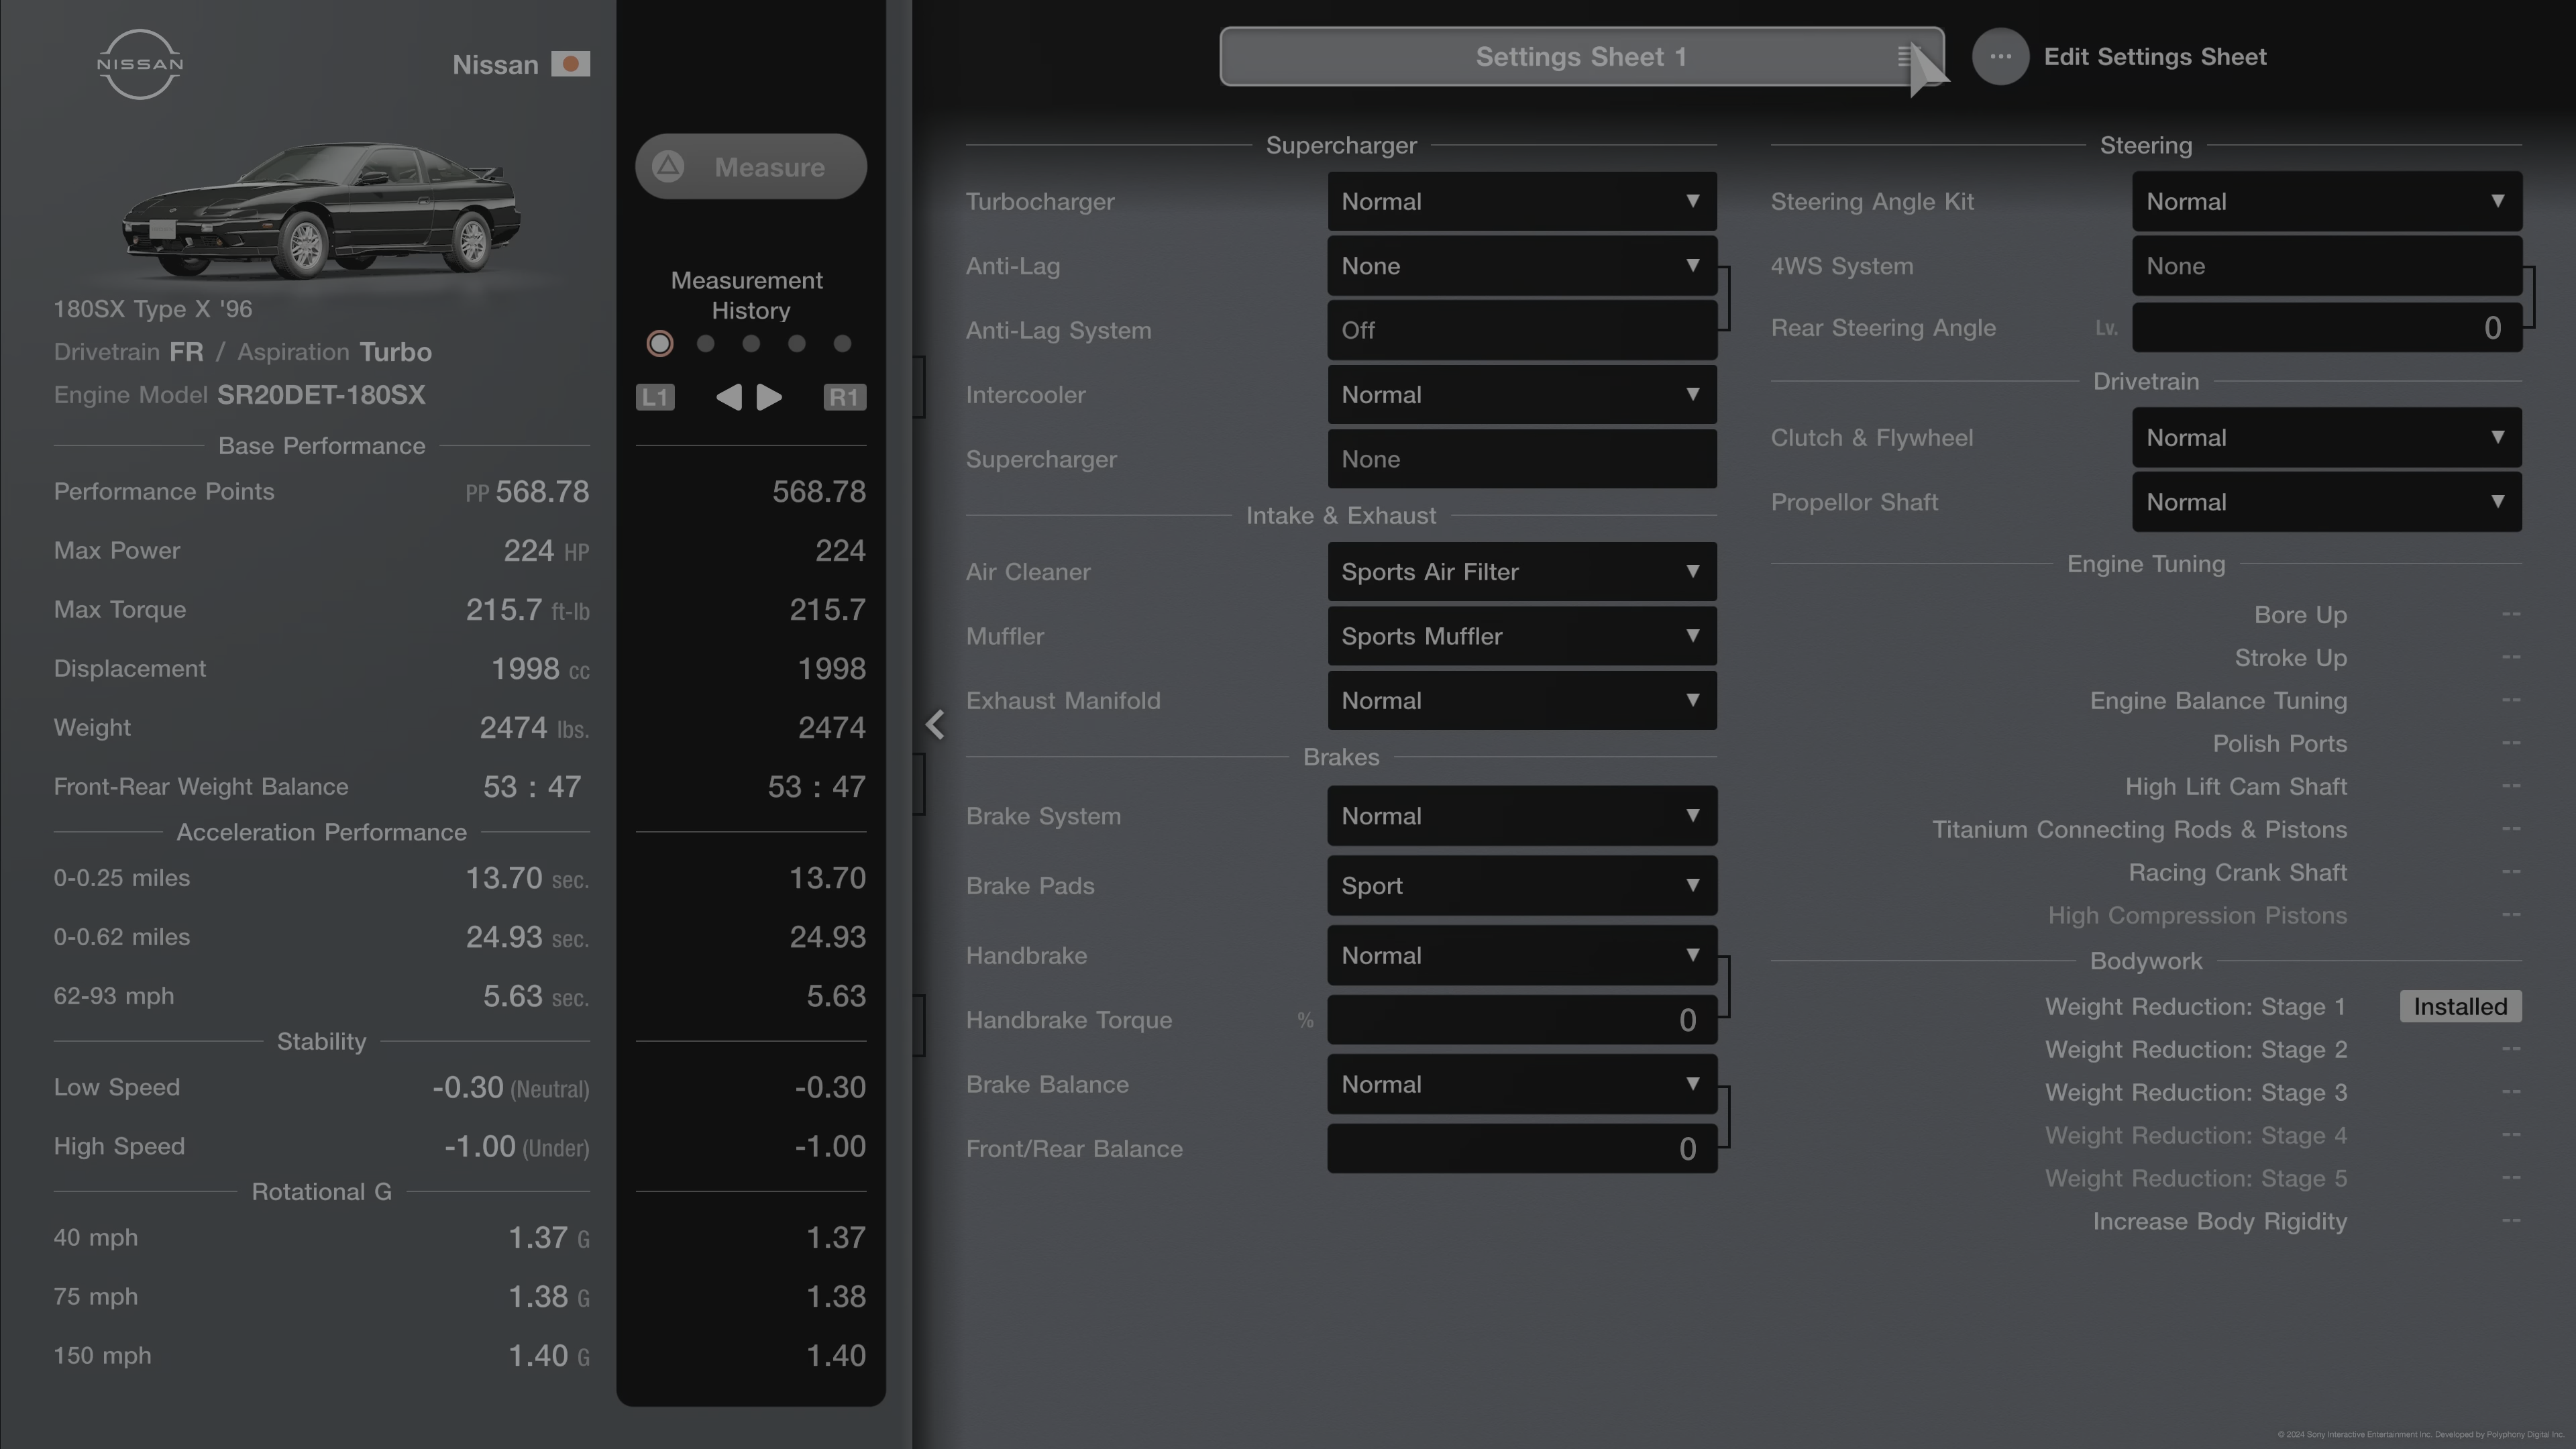 NISSAN
Nissan
180SX Type X '96
Drivetrain FR / Aspiration Turbo
Engine Model SR20DET-180SX
Base Performance
Performance Points PP 568.78
Max Power 224 HP
Max Torque 215.7 ft-lb
Displacement 1998 cc
Weight 2474 lbs.
Front-Rear Weight Balance 53 : 47
Acceleration Performance
0-0.25 miles 13.70 sec.
0-0.62 miles 24.93 sec.
62-93 mph 5.63 sec.
Stability
Low Speed -0.30 (Neutral)
High Speed -1.00 (Under)
Rotational G
40 mph 1.37 G
75 mph 1.38 G
150 mph 1.40 G
Measure
Measurement
History
L1 R1
568.78
224
215.7
1998
2474
53 : 47
13.70
24.93
5.63
-0.30
-1.00
1.37
1.38
1.40
Settings Sheet 1
Edit Settings Sheet
Supercharger
Turbocharger Normal
Anti-Lag None
Anti-Lag System Off
Intercooler Normal
Supercharger None
Intake & Exhaust
Air Cleaner Sports Air Filter
Muffler Sports Muffler
Exhaust Manifold Normal
Brakes
Brake System Normal
Brake Pads Sport
Handbrake Normal
Handbrake Torque % 0
Brake Balance Normal
Front/Rear Balance 0
Steering
Steering Angle Kit Normal
4WS System None
Rear Steering Angle Lv. 0
Drivetrain
Clutch & Flywheel Normal
Propellor Shaft Normal
Engine Tuning
Bore Up --
Stroke Up --
Engine Balance Tuning --
Polish Ports --
High Lift Cam Shaft --
Titanium Connecting Rods & Pistons --
Racing Crank Shaft --
High Compression Pistons --
Bodywork
Weight Reduction: Stage 1 Installed
Weight Reduction: Stage 2 --
Weight Reduction: Stage 3 --
Weight Reduction: Stage 4 --
Weight Reduction: Stage 5 --
Increase Body Rigidity --
© 2024 Sony Interactive Entertainment Inc. Developed by Polyphony Digital Inc.